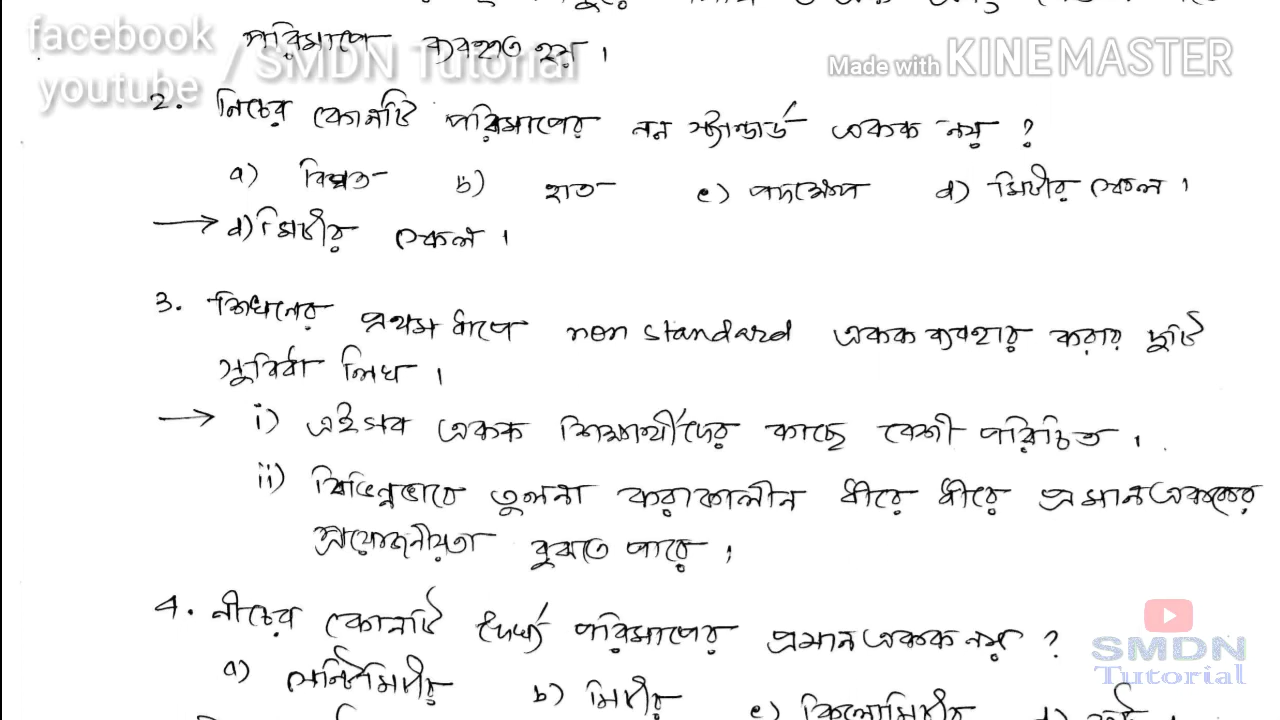 পরিমাপে ব্যবহৃত হয় ।
facebook
youtube / SMDN Tutorial
Made with KINEMASTER
2. নিচের কোনটি পরিমাপের নন স্ট্যান্ডার্ড একক নয় ?
a) বিঘত b) হাত c) পদক্ষেপ d) মিটার স্কেল ।
→ d) মিটার স্কেল ।
3. শিখনের প্রথম ধাপে non standard একক ব্যবহার করার দুটি
সুবিধা লিখ ।
→ i) এইসব একক শিক্ষার্থীদের কাছে বেশী পরিচিত ।
ii) বিভিন্নভাবে তুলনা করাকালীন ধীরে ধীরে প্রমান এককের
প্রয়োজনীয়তা বুঝতে পারে ।
4. নীচের কোনটি দৈর্ঘ্য পরিমাপের প্রমান একক নয় ?
a) সেন্টিমিটার b) মিটার c) কিলোমিটার d)
SMDN
Tutorial